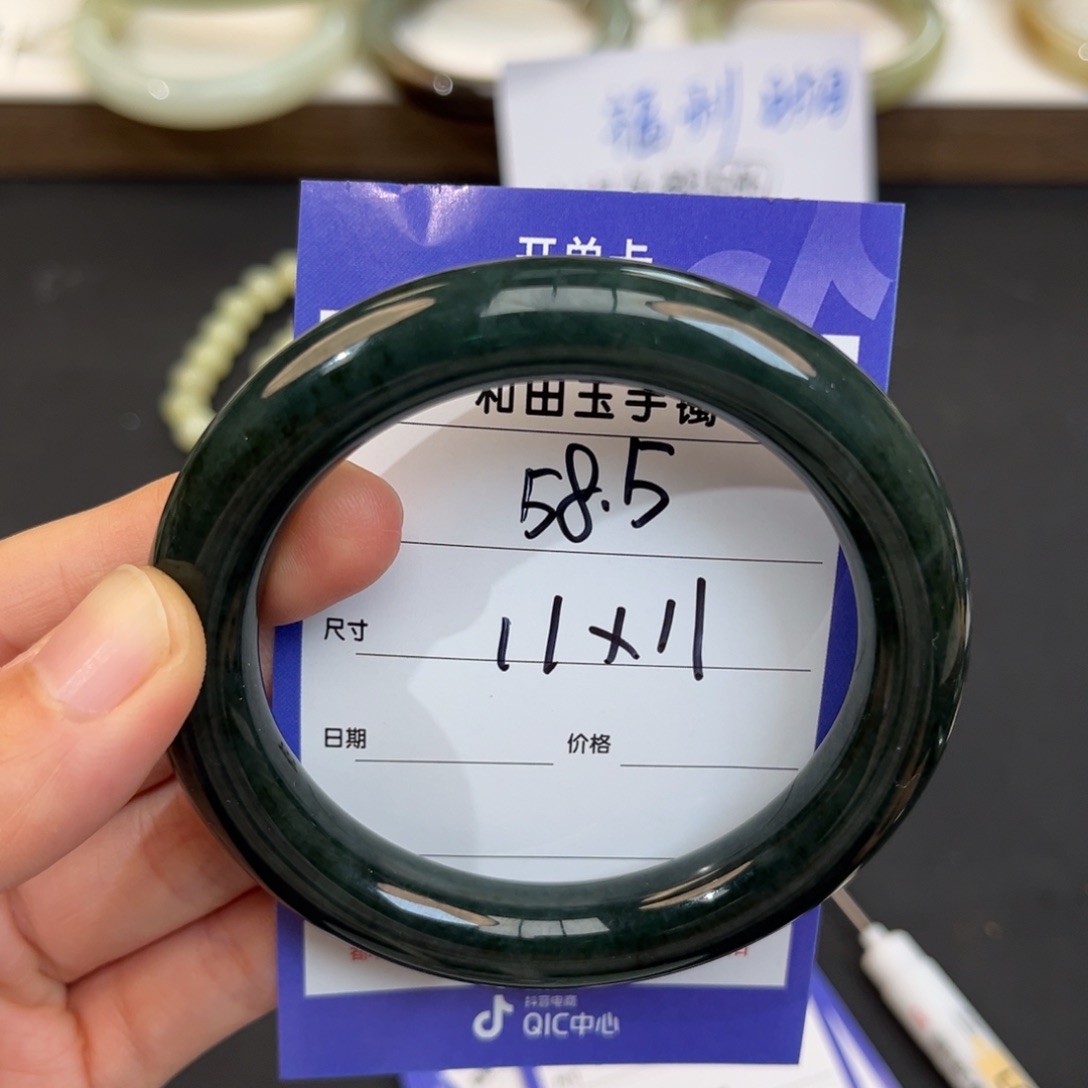 福利
开单卡
和田玉手镯
58.5
尺寸 11×11
日期 价格
抖音电商
QIC中心